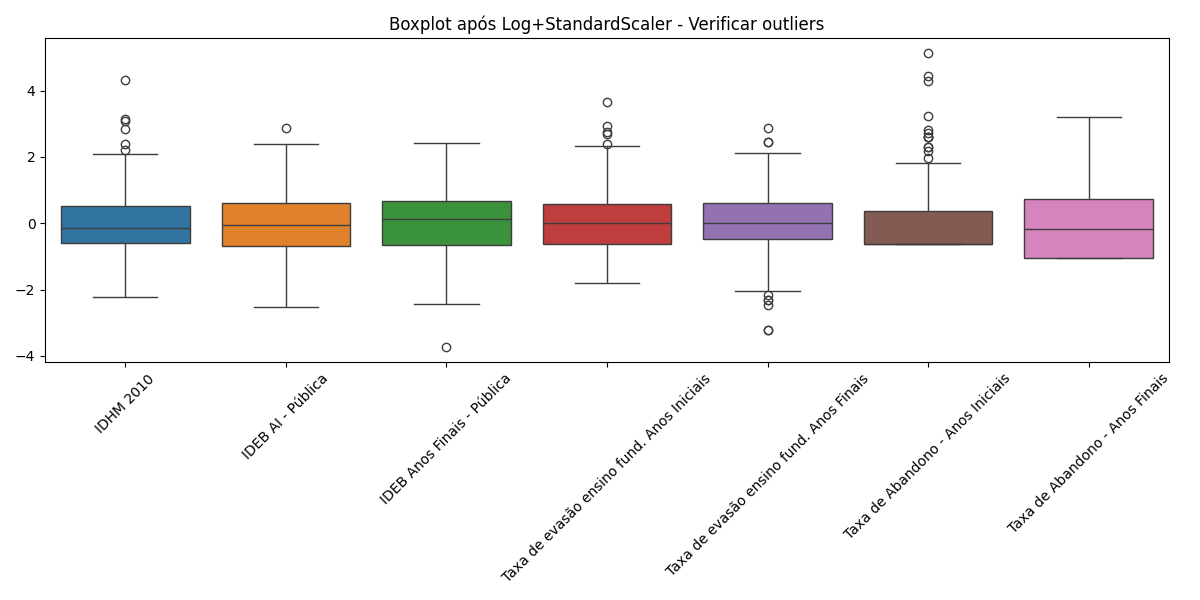 Boxplot após Log+StandardScaler - Verificar outliers
4
2
0
−2
−4
IDHM 2010
IDEB AI - Pública
IDEB Anos Finais - Pública
Taxa de evasão ensino fund. Anos Iniciais
Taxa de evasão ensino fund. Anos Finais
Taxa de Abandono - Anos Iniciais
Taxa de Abandono - Anos Finais